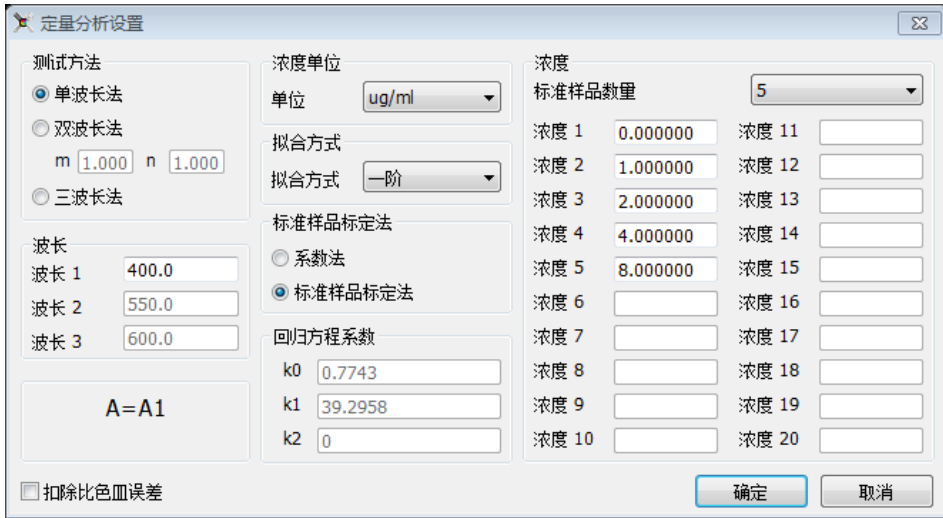 定量分析设置
测试方法
单波长法
双波长法
m 1.000 n 1.000
三波长法
波长
波长 1 400.0
波长 2 550.0
波长 3 600.0
A=A1
扣除比色皿误差
浓度单位
单位 ug/ml
拟合方式
拟合方式 一阶
标准样品标定法
系数法
标准样品标定法
回归方程系数
k0 0.7743
k1 39.2958
k2 0
浓度
标准样品数量 5
浓度 1 0.000000 浓度 11
浓度 2 1.000000 浓度 12
浓度 3 2.000000 浓度 13
浓度 4 4.000000 浓度 14
浓度 5 8.000000 浓度 15
浓度 6 浓度 16
浓度 7 浓度 17
浓度 8 浓度 18
浓度 9 浓度 19
浓度 10 浓度 20
确定 取消